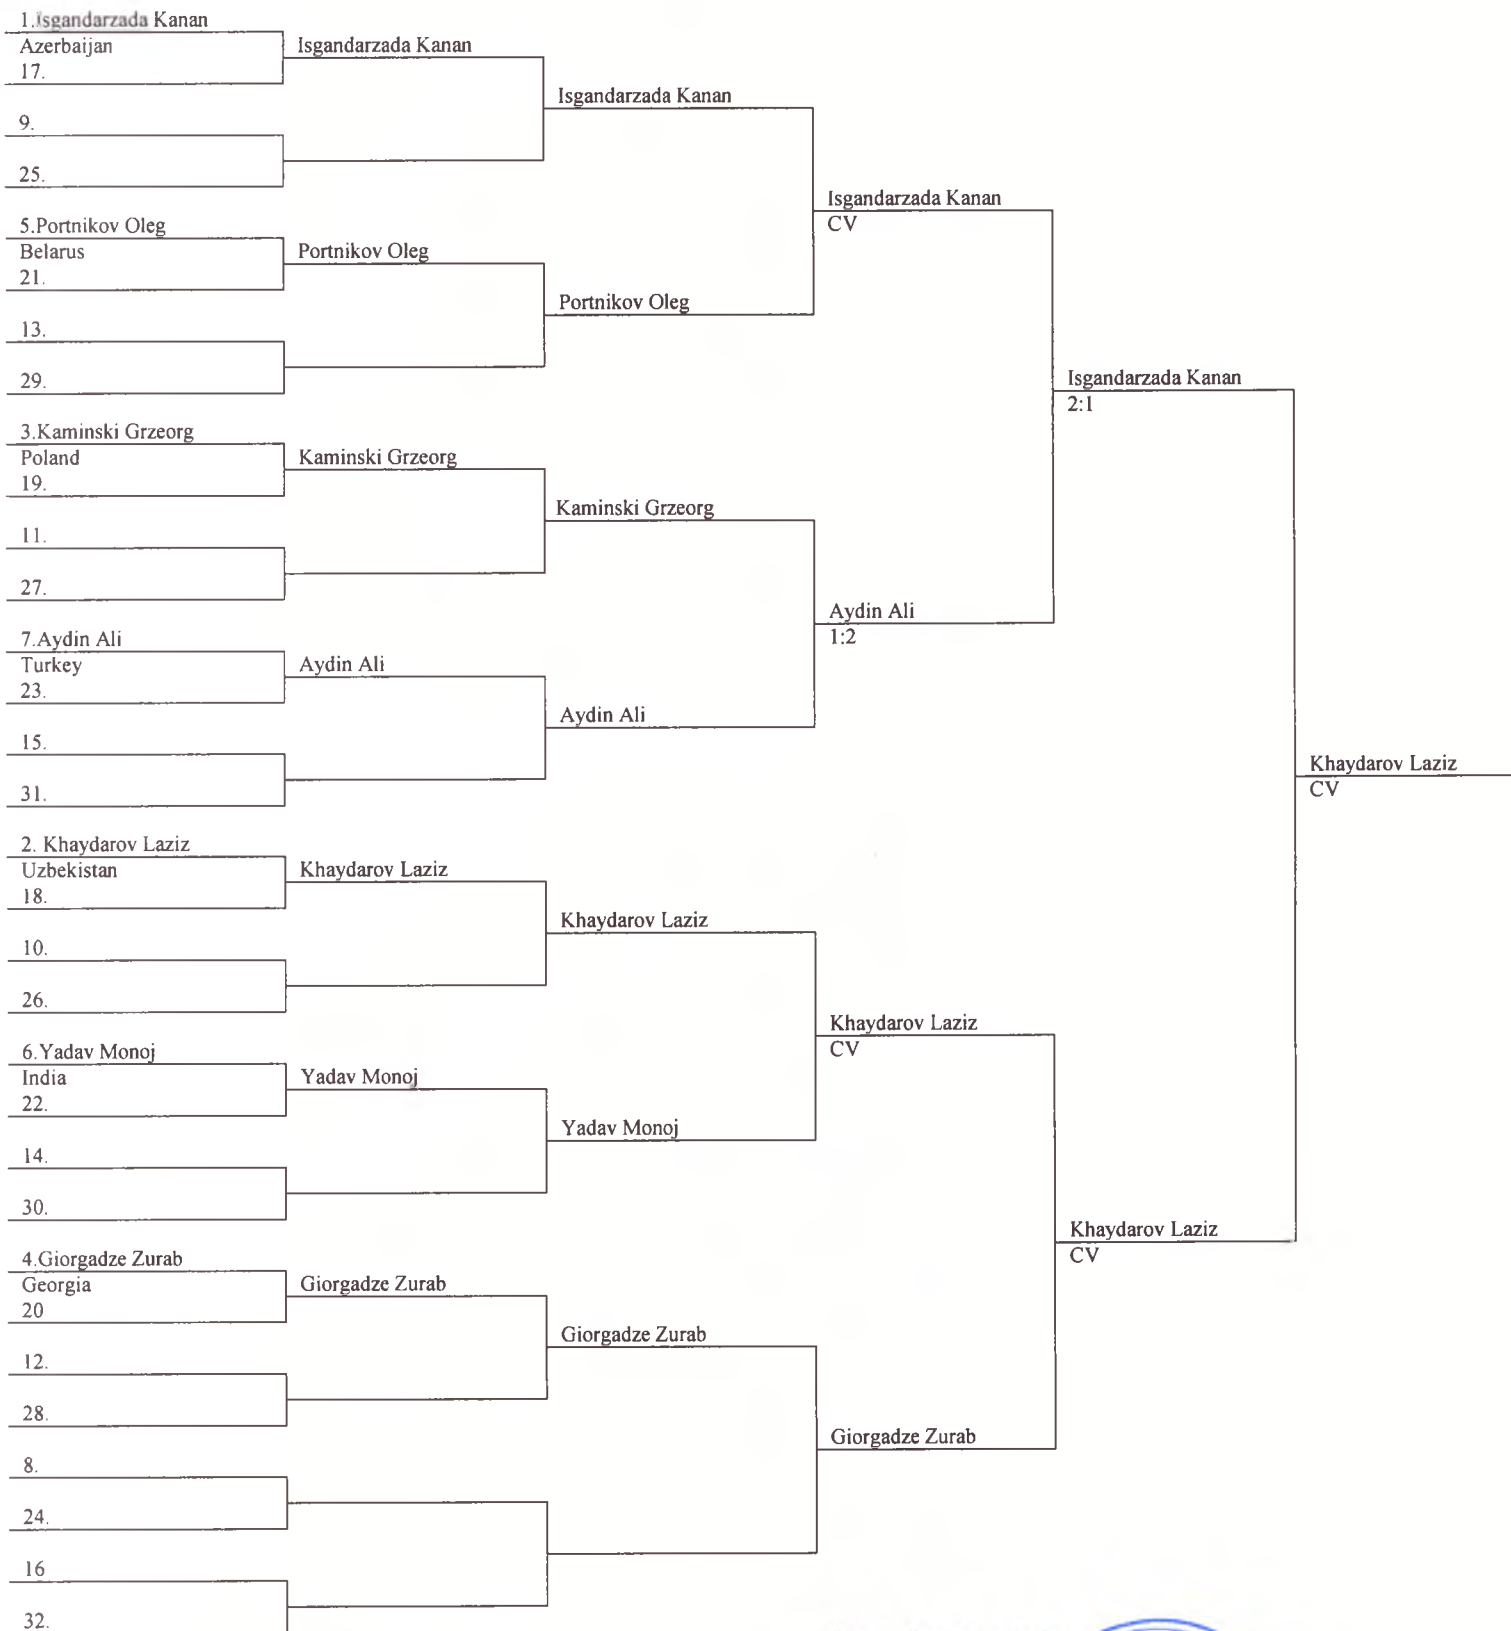 1.Isgandarzada Kanan
Azerbaijan
17.
9.
25.
5.Portnikov Oleg
Belarus
21.
13.
29.
3.Kaminski Grzeorg
Poland
19.
11.
27.
7.Aydin Ali
Turkey
23.
15.
31.
2. Khaydarov Laziz
Uzbekistan
18.
10.
26.
6.Yadav Monoj
India
22.
14.
30.
4.Giorgadze Zurab
Georgia
20
12.
28.
8.
24.
16
32.
Isgandarzada Kanan
Portnikov Oleg
Kaminski Grzeorg
Aydin Ali
Khaydarov Laziz
Yadav Monoj
Giorgadze Zurab
Isgandarzada Kanan
Portnikov Oleg
Kaminski Grzeorg
Aydin Ali
Khaydarov Laziz
Yadav Monoj
Giorgadze Zurab
Isgandarzada Kanan
CV
Aydin Ali
1:2
Khaydarov Laziz
CV
Giorgadze Zurab
Isgandarzada Kanan
2:1
Khaydarov Laziz
CV
Khaydarov Laziz
CV